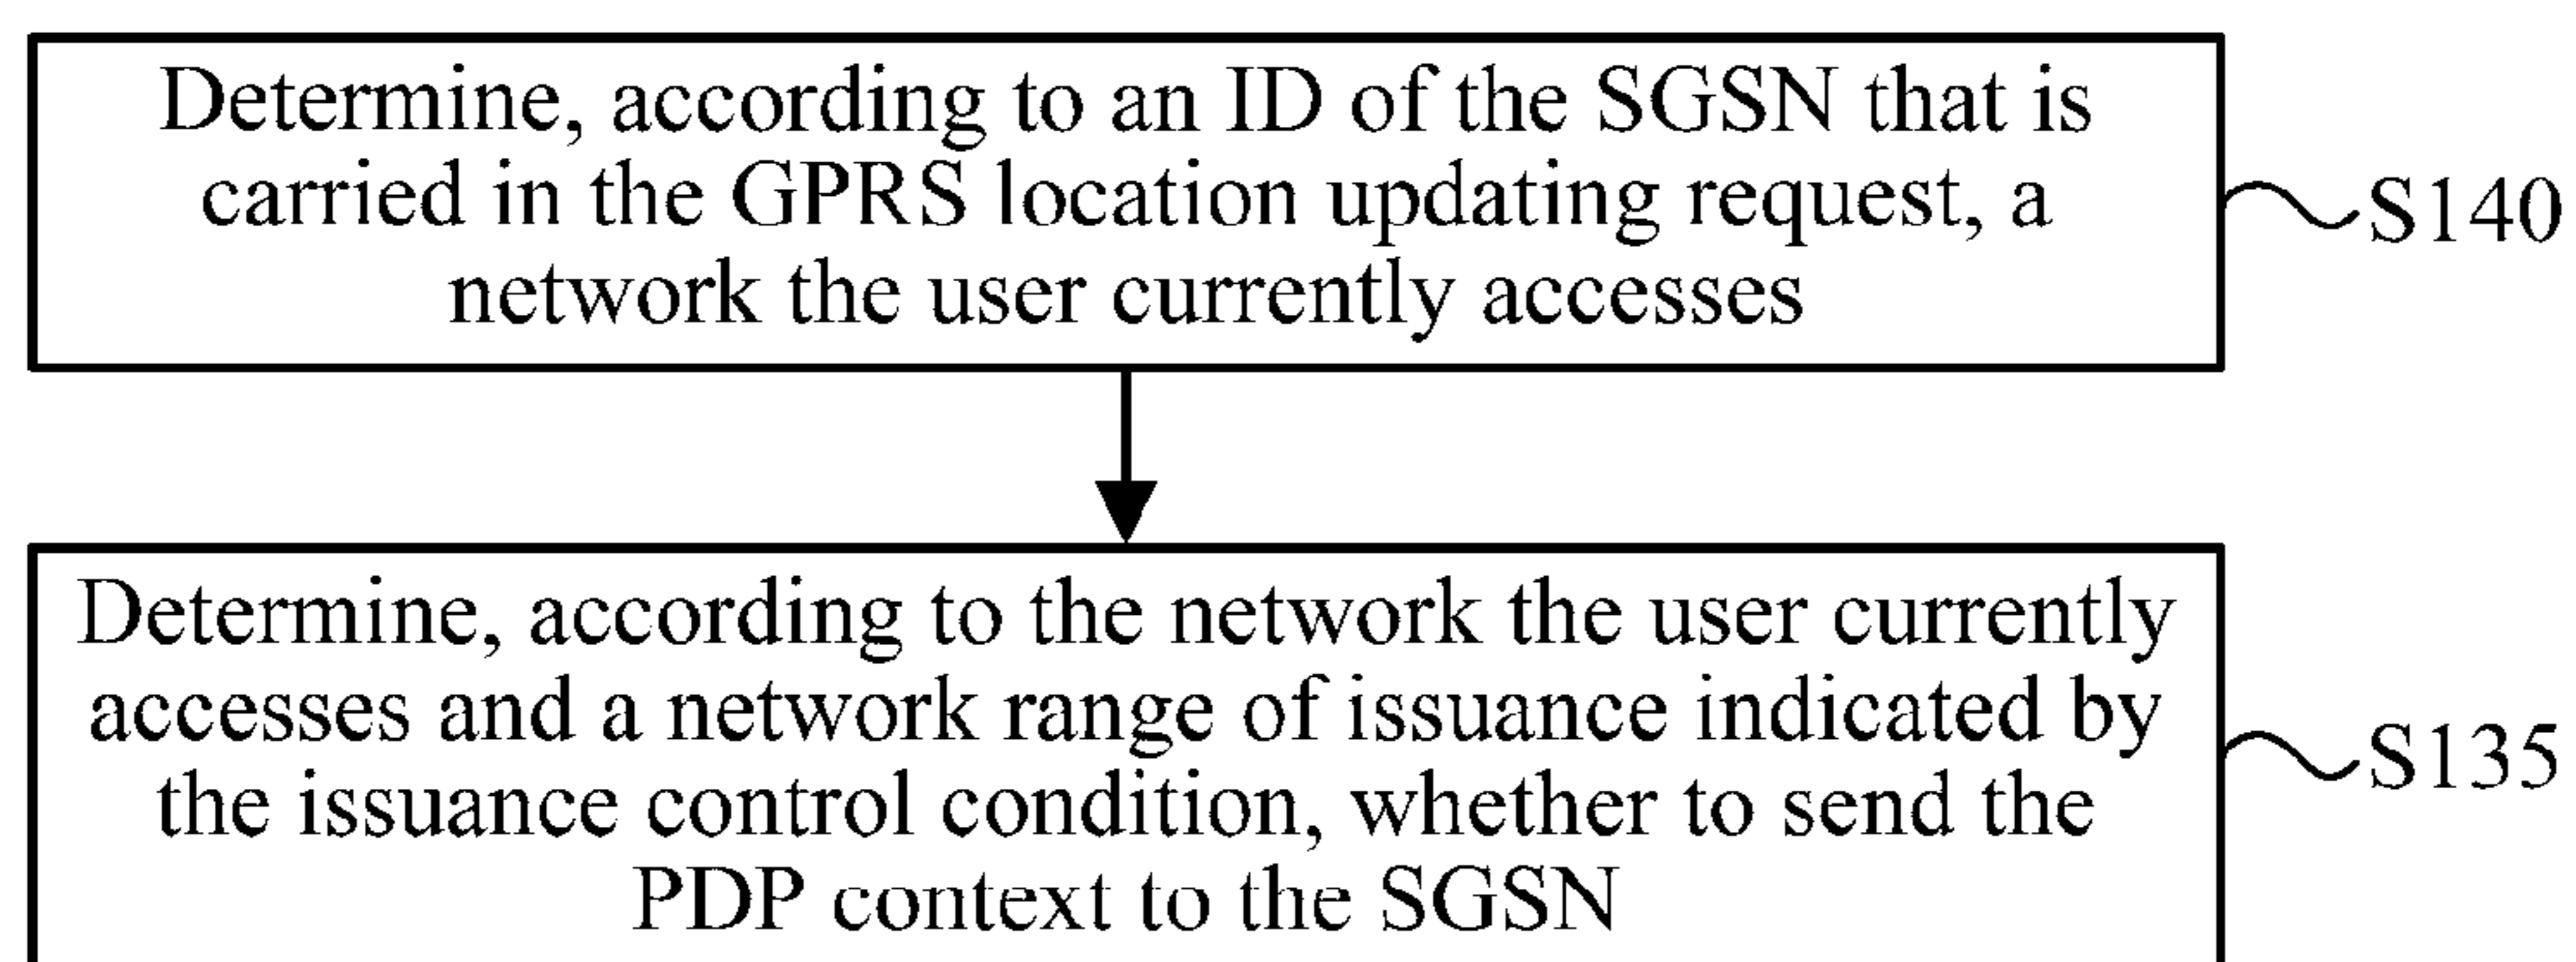 Determine, according to an ID of the SGSN that is
carried in the GPRS location updating request, a
network the user currently accesses
S140
Determine, according to the network the user currently
accesses and a network range of issuance indicated by
the issuance control condition, whether to send the
PDP context to the SGSN
S135